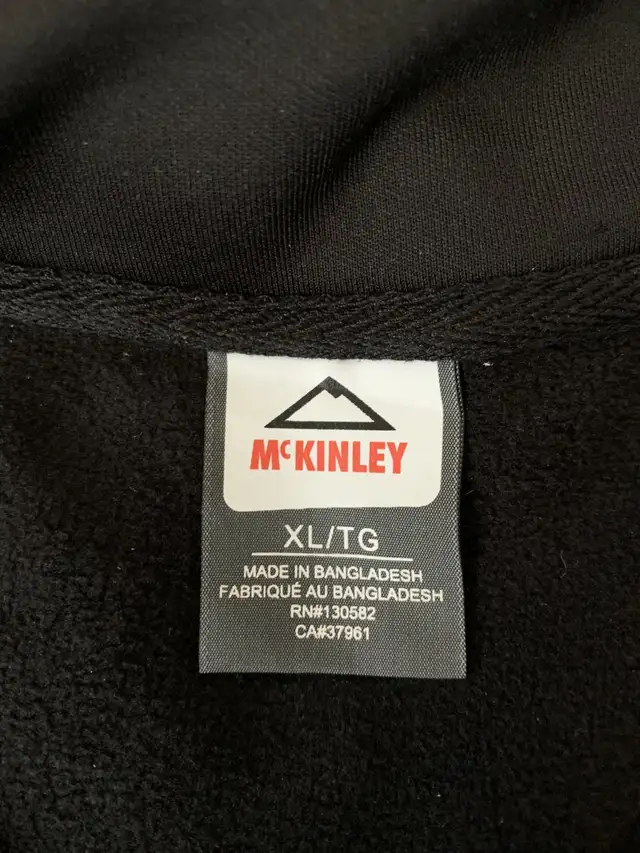 McKINLEY
XL/TG
MADE IN BANGLADESH
FABRIQUÉ AU BANGLADESH
RN#130582
CA#37961